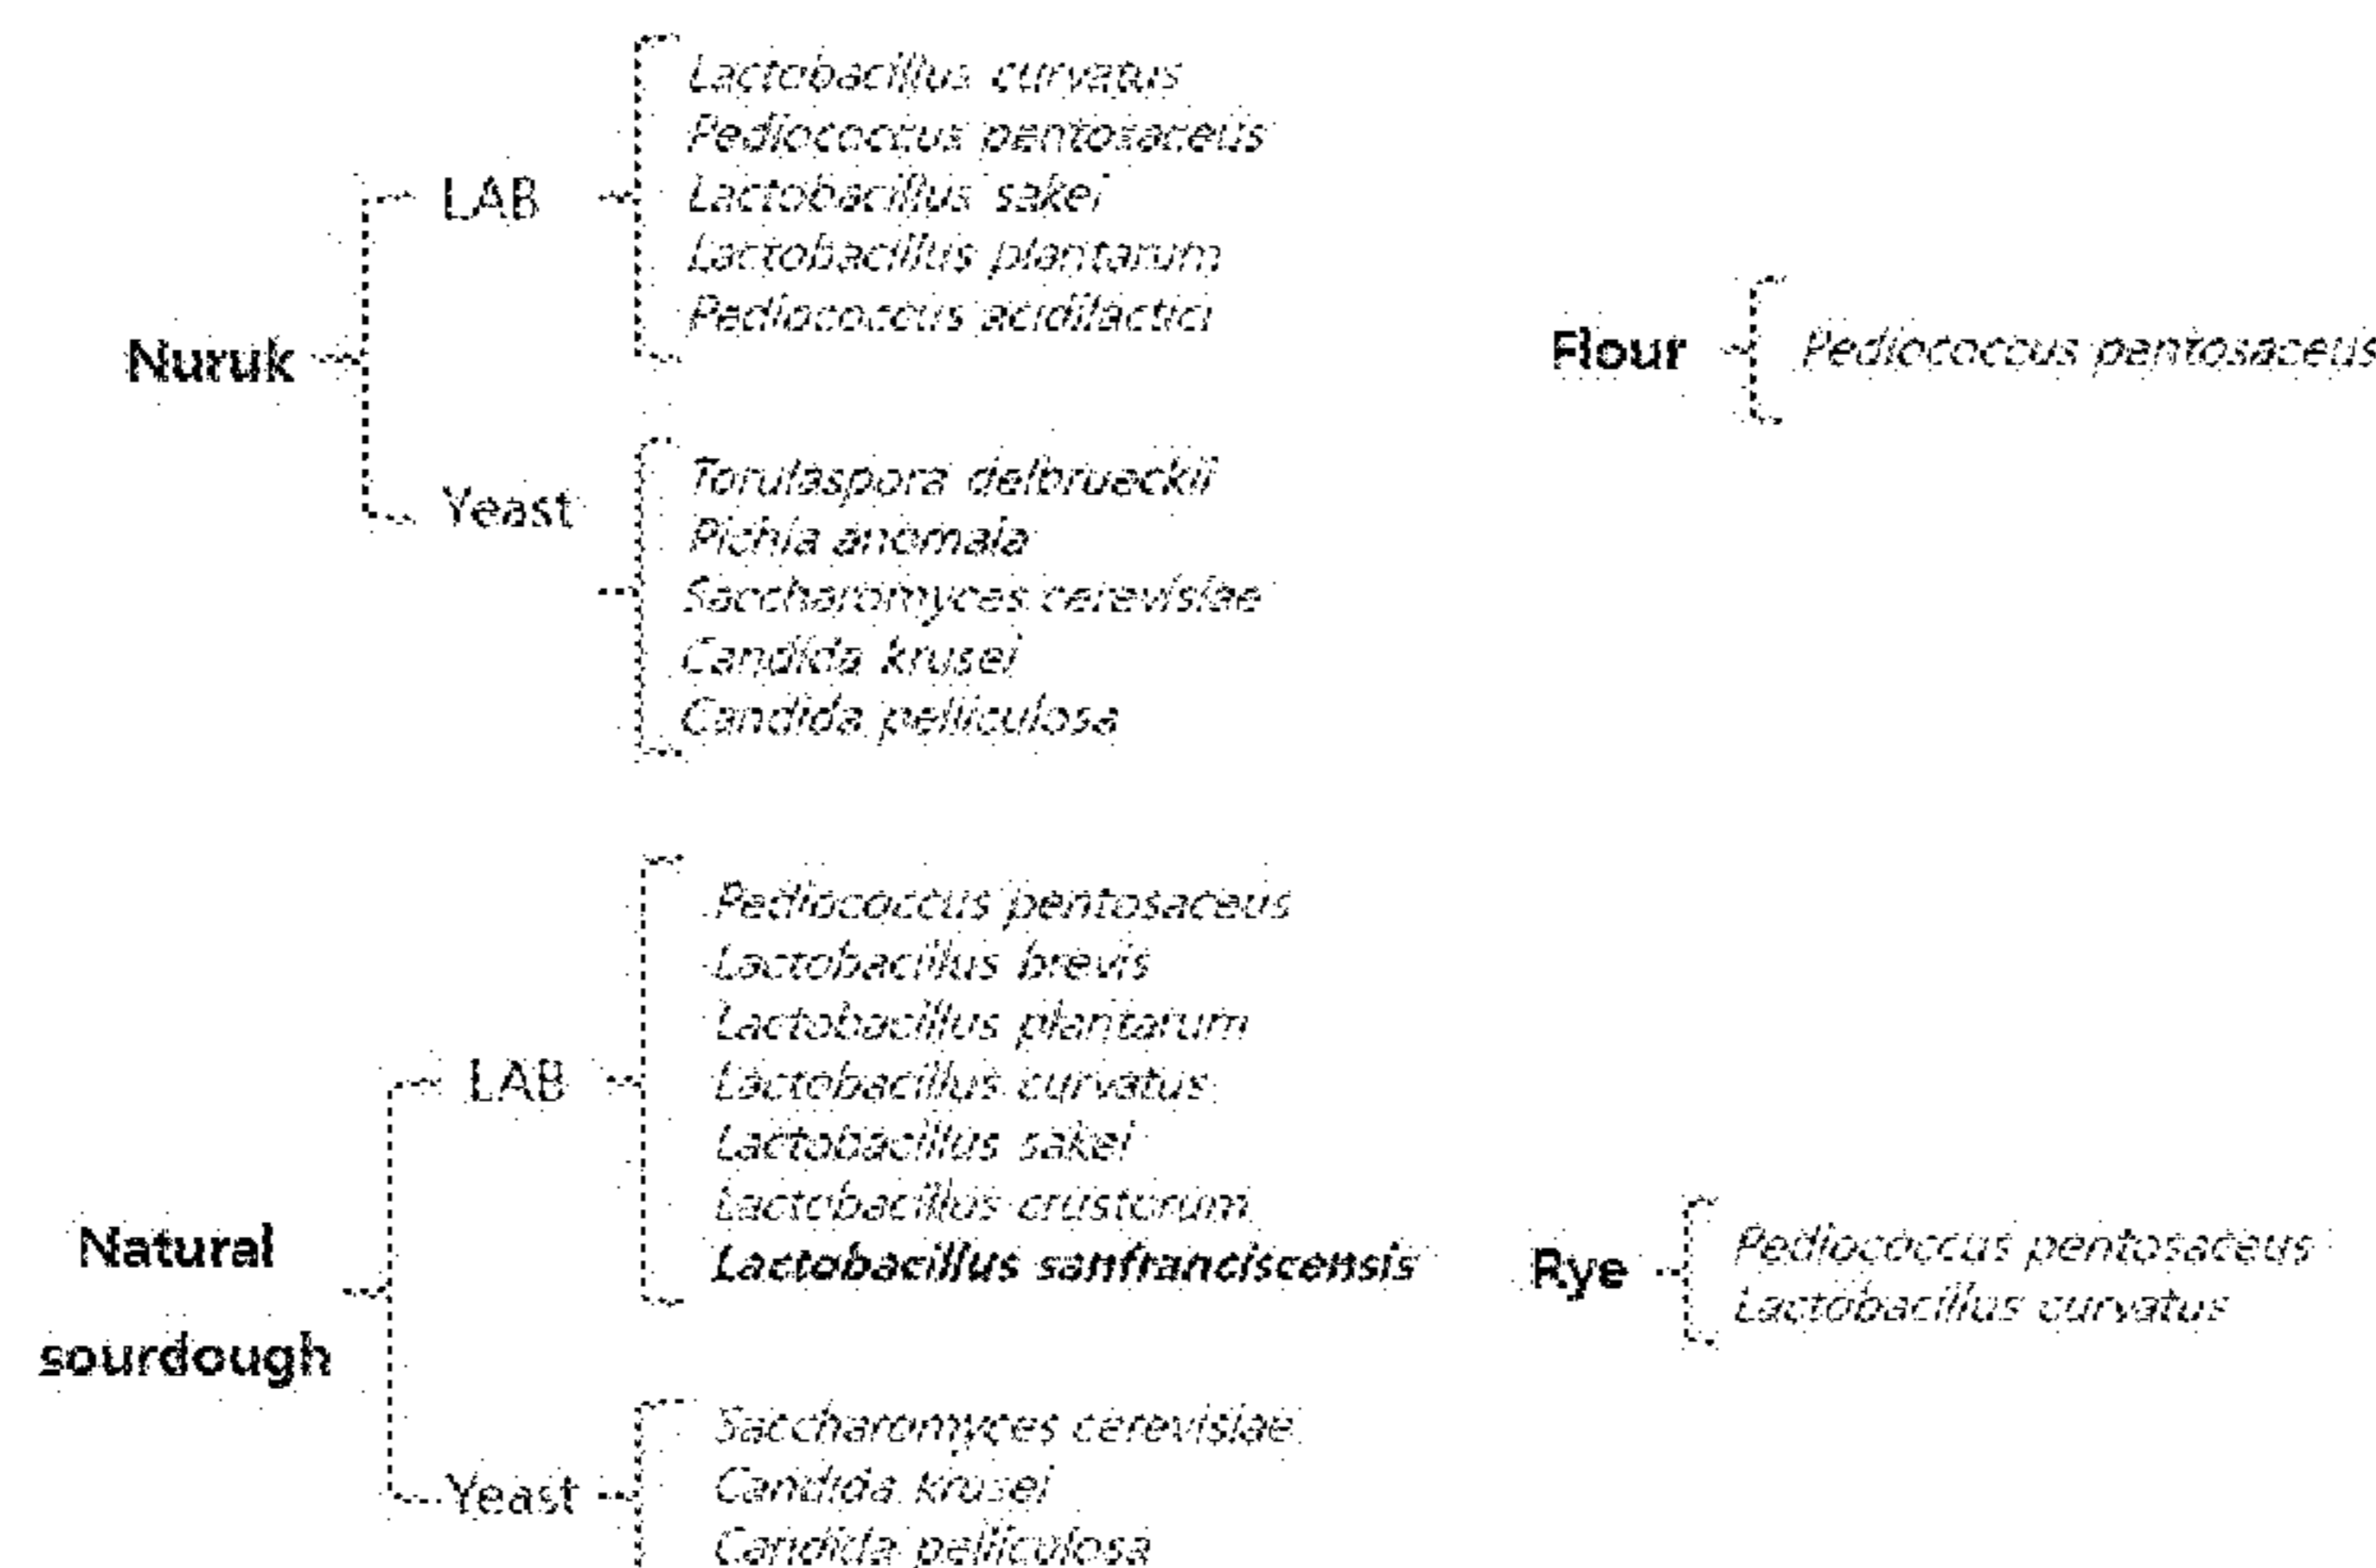 Nuruk
LAB
Lactobacillus curvatus
Pediococcus pentosaceus
Lactobacillus sakei
Lactobacillus plantarum
Pediococcus acidilactici
Yeast
Torulaspora delbrueckii
Pichia anomala
Saccharomyces cerevisiae
Candida krusei
Candida pelliculosa
Flour
Pediococcus pentosaceus
Natural
sourdough
LAB
Pediococcus pentosaceus
Lactobacillus brevis
Lactobacillus plantarum
Lactobacillus curvatus
Lactobacillus sakei
Lactobacillus crustorum
Lactobacillus sanfranciscensis
Yeast
Saccharomyces cerevisiae
Candida krusei
Candida pelliculosa
Rye
Pediococcus pentosaceus
Lactobacillus curvatus